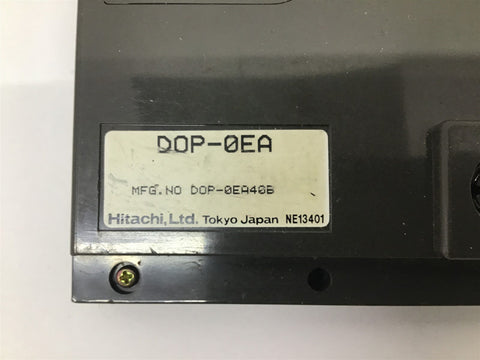 DOP-0EA
MFG.NO DOP-0EA40B
Hitachi, Ltd. Tokyo Japan NE13401